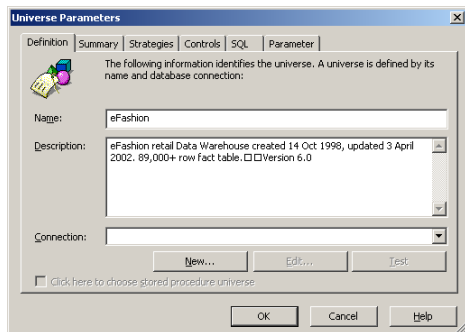 Universe Parameters
Definition
Summary
Strategies
Controls
SQL
Parameter
The following information identifies the universe. A universe is defined by its
name and database connection:
Name:
eFashion
Description:
eFashion retail Data Warehouse created 14 Oct 1998, updated 3 April
2002. 89,000+ row fact table.□□Version 6.0
Connection:
New...
Edit...
Test
Click here to choose stored procedure universe
OK
Cancel
Help